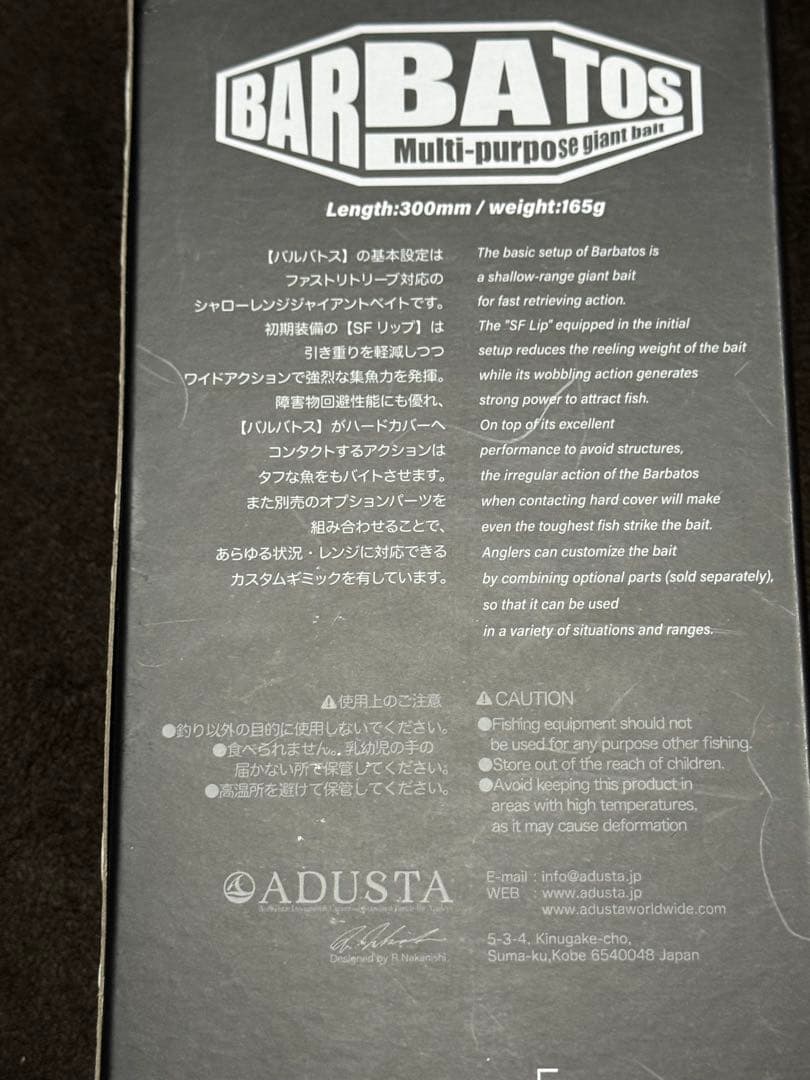 BARBATOS
Multi-purpose giant bait
Length:300mm / weight:165g
【バルバトス】の基本設定は
ファストリトリーブ対応の
シャローレンジジャイアントベイトです。
初期装備の【SFリップ】は
引き重りを軽減しつつ
ワイドアクションで強烈な集魚力を発揮。
障害物回避性能にも優れ、
【バルバトス】がハードカバーへ
コンタクトするアクションは
タフな魚をもバイトさせます。
また別売のオプションパーツを
組み合わせることで、
あらゆる状況・レンジに対応できる
カスタムギミックを有しています。
The basic setup of Barbatos is
a shallow-range giant bait
for fast retrieving action.
The "SF Lip" equipped in the initial
setup reduces the reeling weight of the bait
while its wobbling action generates
strong power to attract fish.
On top of its excellent
performance to avoid structures,
the irregular action of the Barbatos
when contacting hard cover will make
even the toughest fish strike the bait.
Anglers can customize the bait
by combining optional parts (sold separately),
so that it can be used
in a variety of situations and ranges.
⚠使用上のご注意
●釣り以外の目的に使用しないでください。
●食べられません。乳幼児の手の
届かない所で保管してください。
●高温所を避けて保管してください。
⚠CAUTION
●Fishing equipment should not
be used for any purpose other fishing.
●Store out of the reach of children.
●Avoid keeping this product in
areas with high temperatures,
as it may cause deformation
ADUSTA
Designed by R.Nakanishi
E-mail : info@adusta.jp
WEB : www.adusta.jp
www.adustaworldwide.com
5-3-4, Kinugake-cho,
Suma-ku,Kobe 6540048 Japan